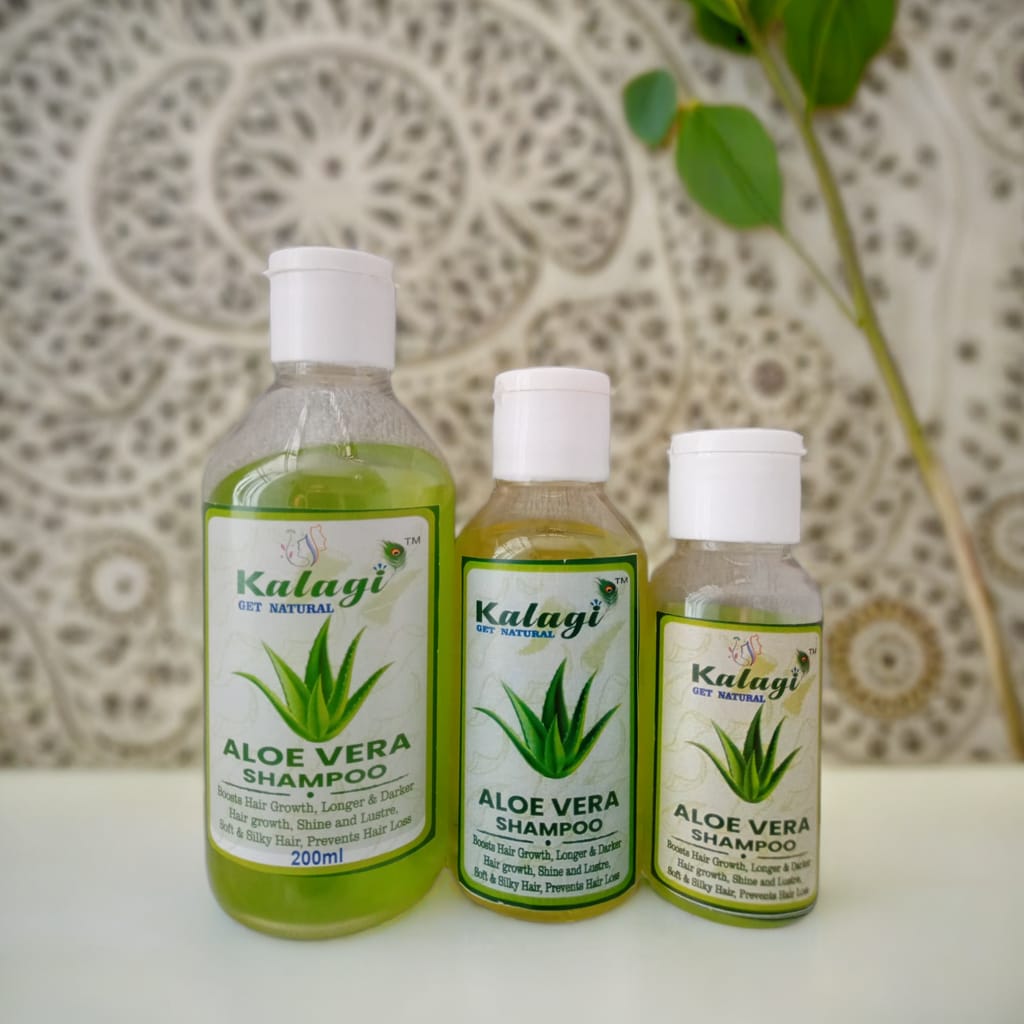 Kalagi TM
GET NATURAL
ALOE VERA
SHAMPOO
Boosts Hair Growth, Longer & Darker
Hair growth, Shine and Lustre,
Soft & Silky Hair, Prevents Hair Loss
200ml
Kalagi TM
GET NATURAL
ALOE VERA
SHAMPOO
Boosts Hair Growth, Longer & Darker
Hair growth, Shine and Lustre,
Soft & Silky Hair, Prevents Hair Loss
Kalagi TM
GET NATURAL
ALOE VERA
SHAMPOO
Boosts Hair Growth, Longer & Darker
Hair growth, Shine and Lustre,
Soft & Silky Hair, Prevents Hair Loss